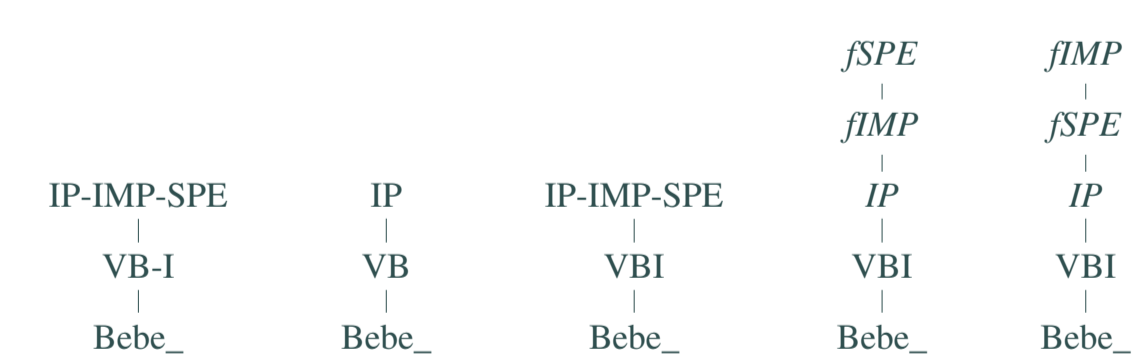 fSPE fIMP
fIMP fSPE
IP-IMP-SPE IP IP-IMP-SPE IP IP
VB-I VB VBI VBI VBI
Bebe_ Bebe_ Bebe_ Bebe_ Bebe_